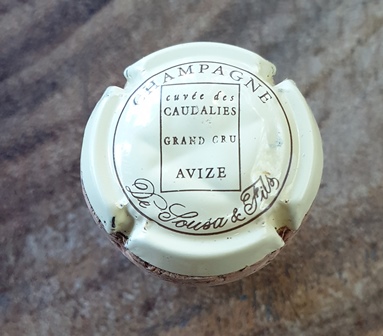 CHAMPAGNE
cuvée des
CAUDALIES
GRAND CRU
AVIZE
De Sousa & Fils